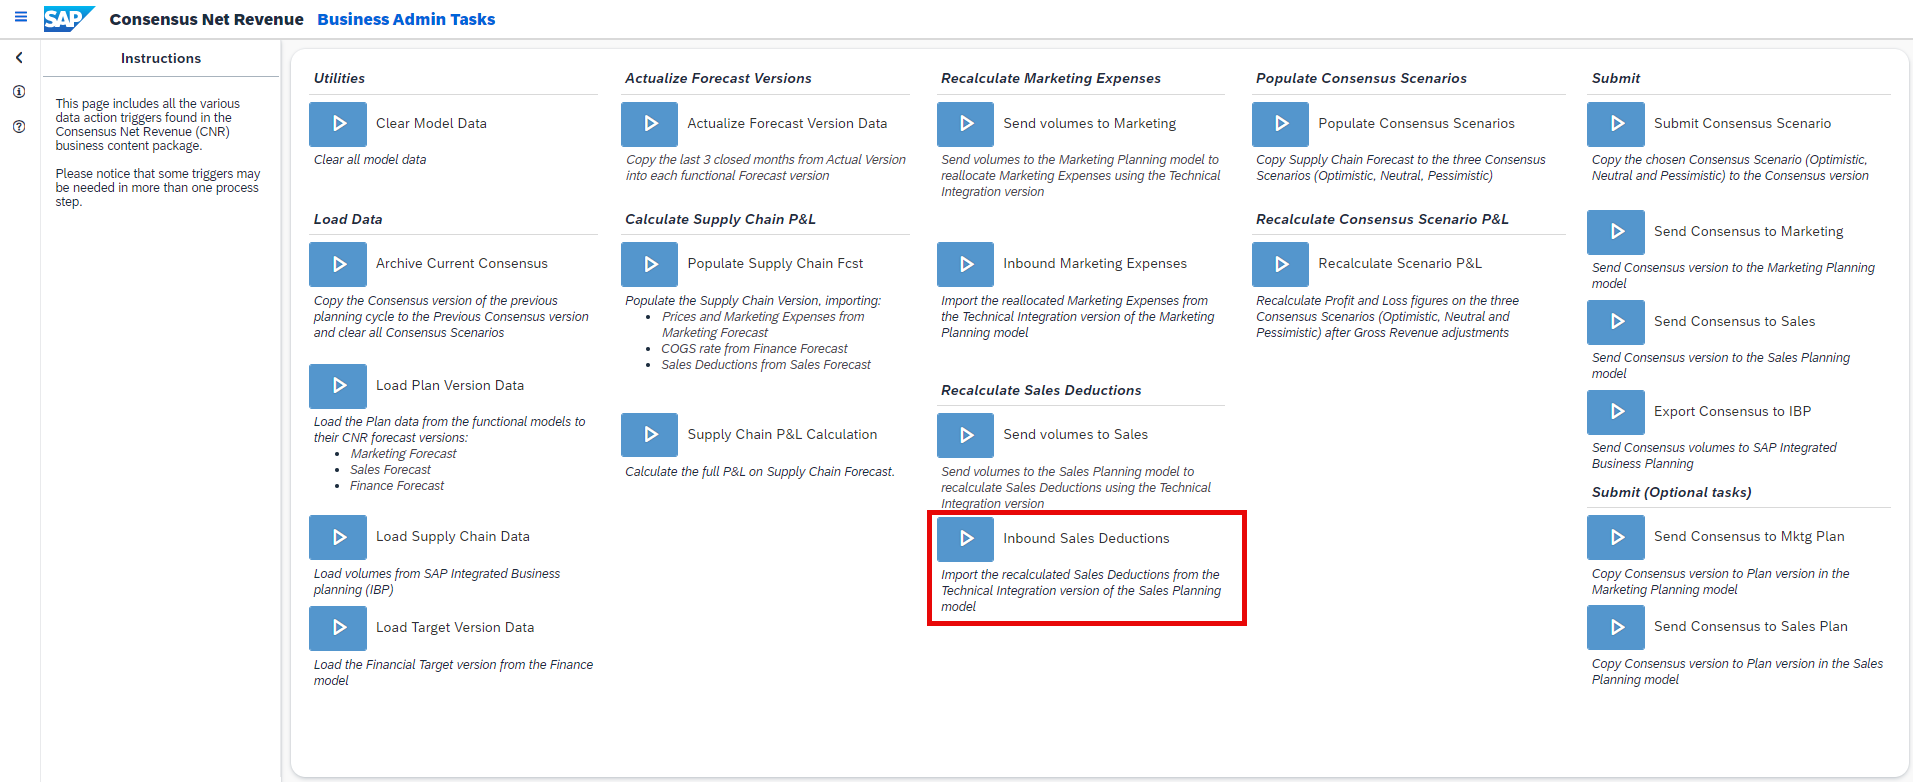 SAP Consensus Net Revenue Business Admin Tasks
Instructions
This page includes all the various
data action triggers found in the
Consensus Net Revenue (CNR)
business content package.
Please notice that some triggers may
be needed in more than one process
step.
Utilities
Clear Model Data
Clear all model data
Load Data
Archive Current Consensus
Copy the Consensus version of the previous
planning cycle to the Previous Consensus version
and clear all Consensus Scenarios
Load Plan Version Data
Load the Plan data from the functional models to
their CNR forecast versions:
• Marketing Forecast
• Sales Forecast
• Finance Forecast
Load Supply Chain Data
Load volumes from SAP Integrated Business
planning (IBP)
Load Target Version Data
Load the Financial Target version from the Finance
model
Actualize Forecast Versions
Actualize Forecast Version Data
Copy the last 3 closed months from Actual Version
into each functional Forecast version
Calculate Supply Chain P&L
Populate Supply Chain Fcst
Populate the Supply Chain Version, importing:
• Prices and Marketing Expenses from
Marketing Forecast
• COGS rate from Finance Forecast
• Sales Deductions from Sales Forecast
Supply Chain P&L Calculation
Calculate the full P&L on Supply Chain Forecast.
Recalculate Marketing Expenses
Send volumes to Marketing
Send volumes to the Marketing Planning model to
reallocate Marketing Expenses using the Technical
Integration version
Inbound Marketing Expenses
Import the reallocated Marketing Expenses from
the Technical Integration version of the Marketing
Planning model
Recalculate Sales Deductions
Send volumes to Sales
Send volumes to the Sales Planning model to
recalculate Sales Deductions using the Technical
Integration version
Inbound Sales Deductions
Import the recalculated Sales Deductions from the
Technical Integration version of the Sales Planning
model
Populate Consensus Scenarios
Populate Consensus Scenarios
Copy Supply Chain Forecast to the three Consensus
Scenarios (Optimistic, Neutral, Pessimistic)
Recalculate Consensus Scenario P&L
Recalculate Scenario P&L
Recalculate Profit and Loss figures on the three
Consensus Scenarios (Optimistic, Neutral and
Pessimistic) after Gross Revenue adjustments
Submit
Submit Consensus Scenario
Copy the chosen Consensus Scenario (Optimistic,
Neutral and Pessimistic) to the Consensus version
Send Consensus to Marketing
Send Consensus version to the Marketing Planning
model
Send Consensus to Sales
Send Consensus version to the Sales Planning
model
Export Consensus to IBP
Send Consensus volumes to SAP Integrated
Business Planning
Submit (Optional tasks)
Send Consensus to Mktg Plan
Copy Consensus version to Plan version in the
Marketing Planning model
Send Consensus to Sales Plan
Copy Consensus version to Plan version in the Sales
Planning model